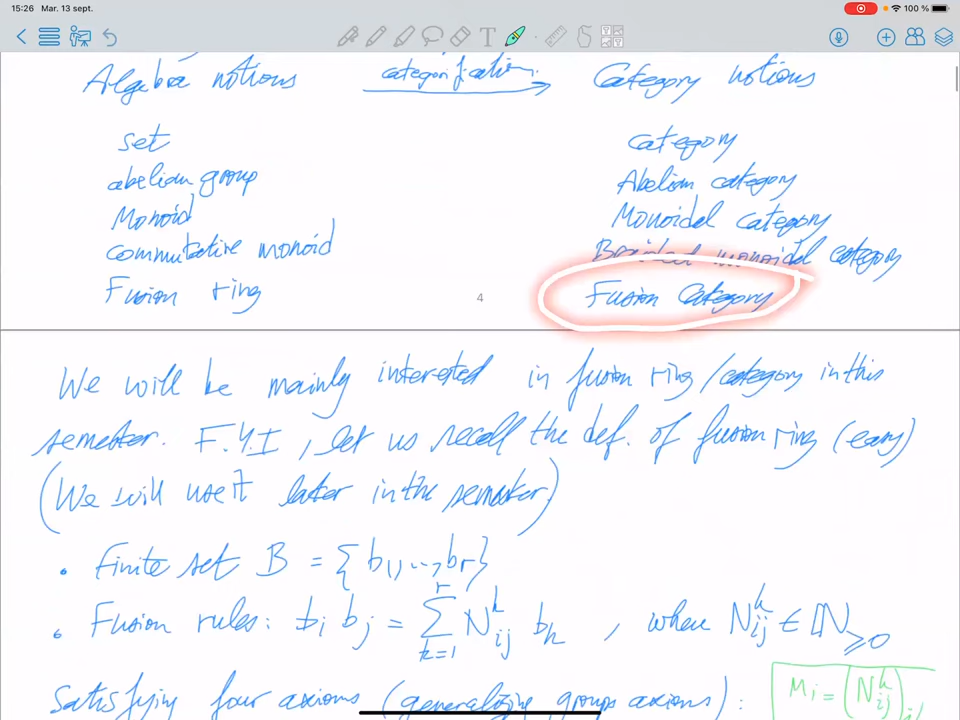 15:26 Mar. 13 sept. 100 %
Algebra notions categorification Category notions
set category
abelian group Abelian category
Monoid Monoidal category
commutative monoid Braided monoidal category
Fusion ring 4 Fusion Category
We will be mainly interested in fusion ring/category in this
semester. F.Y.I, let us recall the def. of fusion ring (easy)
(We will use it later in the semester)
• Finite set B = {b1,..,br}
• Fusion rules: bi bj = ∑_{k=1}^{r} N_{ij}^k bk , where N_{ij}^k ∈ ℕ≥0
Satisfying four axioms (generalizing group axioms): Mi = (N_{ij}^k)